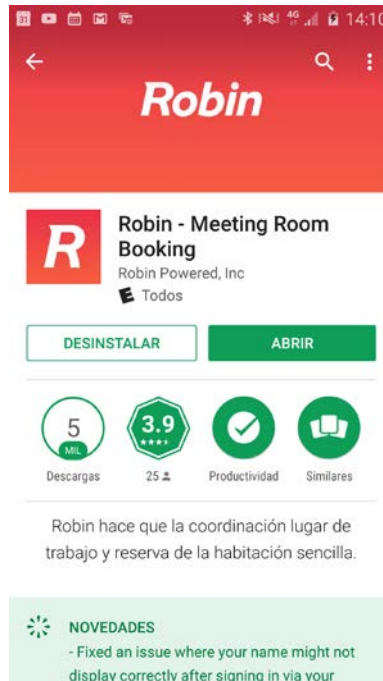 31
4G
14:10
Robin
R
Robin - Meeting Room
Booking
Robin Powered, Inc
E Todos
DESINSTALAR
ABRIR
5
MIL
3.9
Descargas
25
Productividad
Similares
Robin hace que la coordinación lugar de
trabajo y reserva de la habitación sencilla.
NOVEDADES
- Fixed an issue where your name might not
display correctly after signing in via your